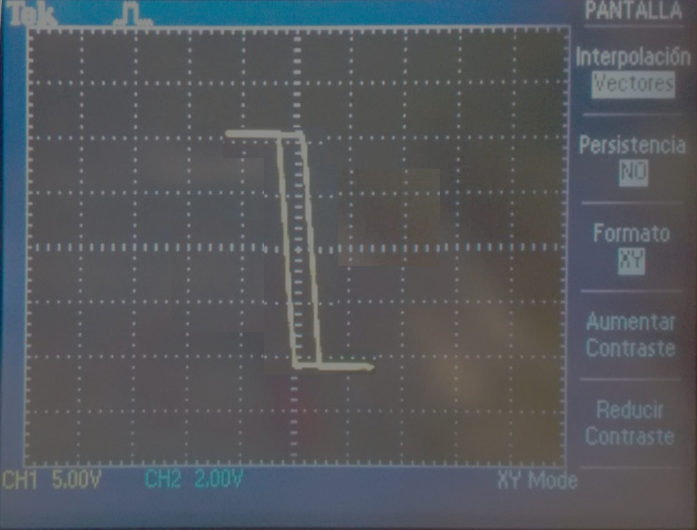 Tek
PANTALLA
Interpolación
Vectores
Persistencia
NO
Formato
XY
Aumentar
Contraste
Reducir
Contraste
CH1 5.00V CH2 2.00V XY Mode